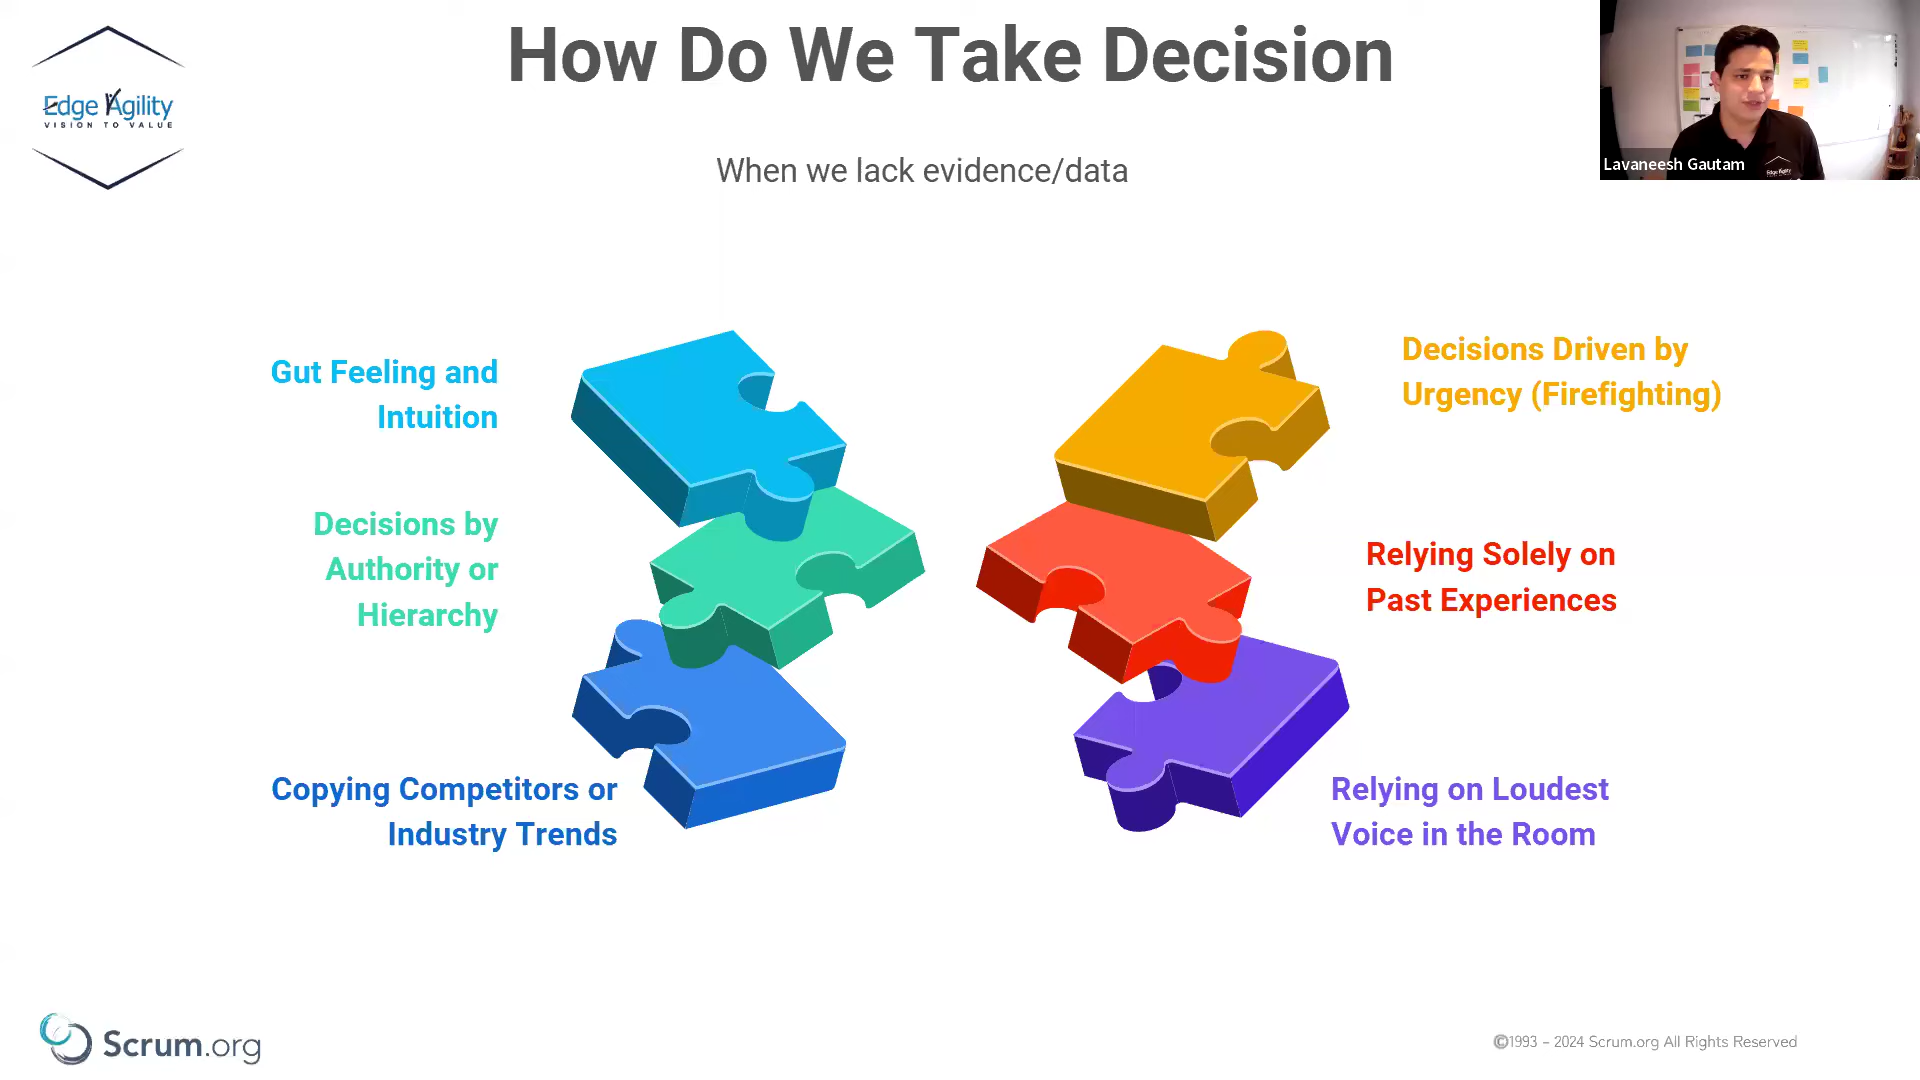 How Do We Take Decision
Edge Agility
VISION TO VALUE
When we lack evidence/data
Lavaneesh Gautam
Edge Agility
Gut Feeling and
Intuition
Decisions by
Authority or
Hierarchy
Copying Competitors or
Industry Trends
Decisions Driven by
Urgency (Firefighting)
Relying Solely on
Past Experiences
Relying on Loudest
Voice in the Room
Scrum.org
©1993 – 2024 Scrum.org All Rights Reserved